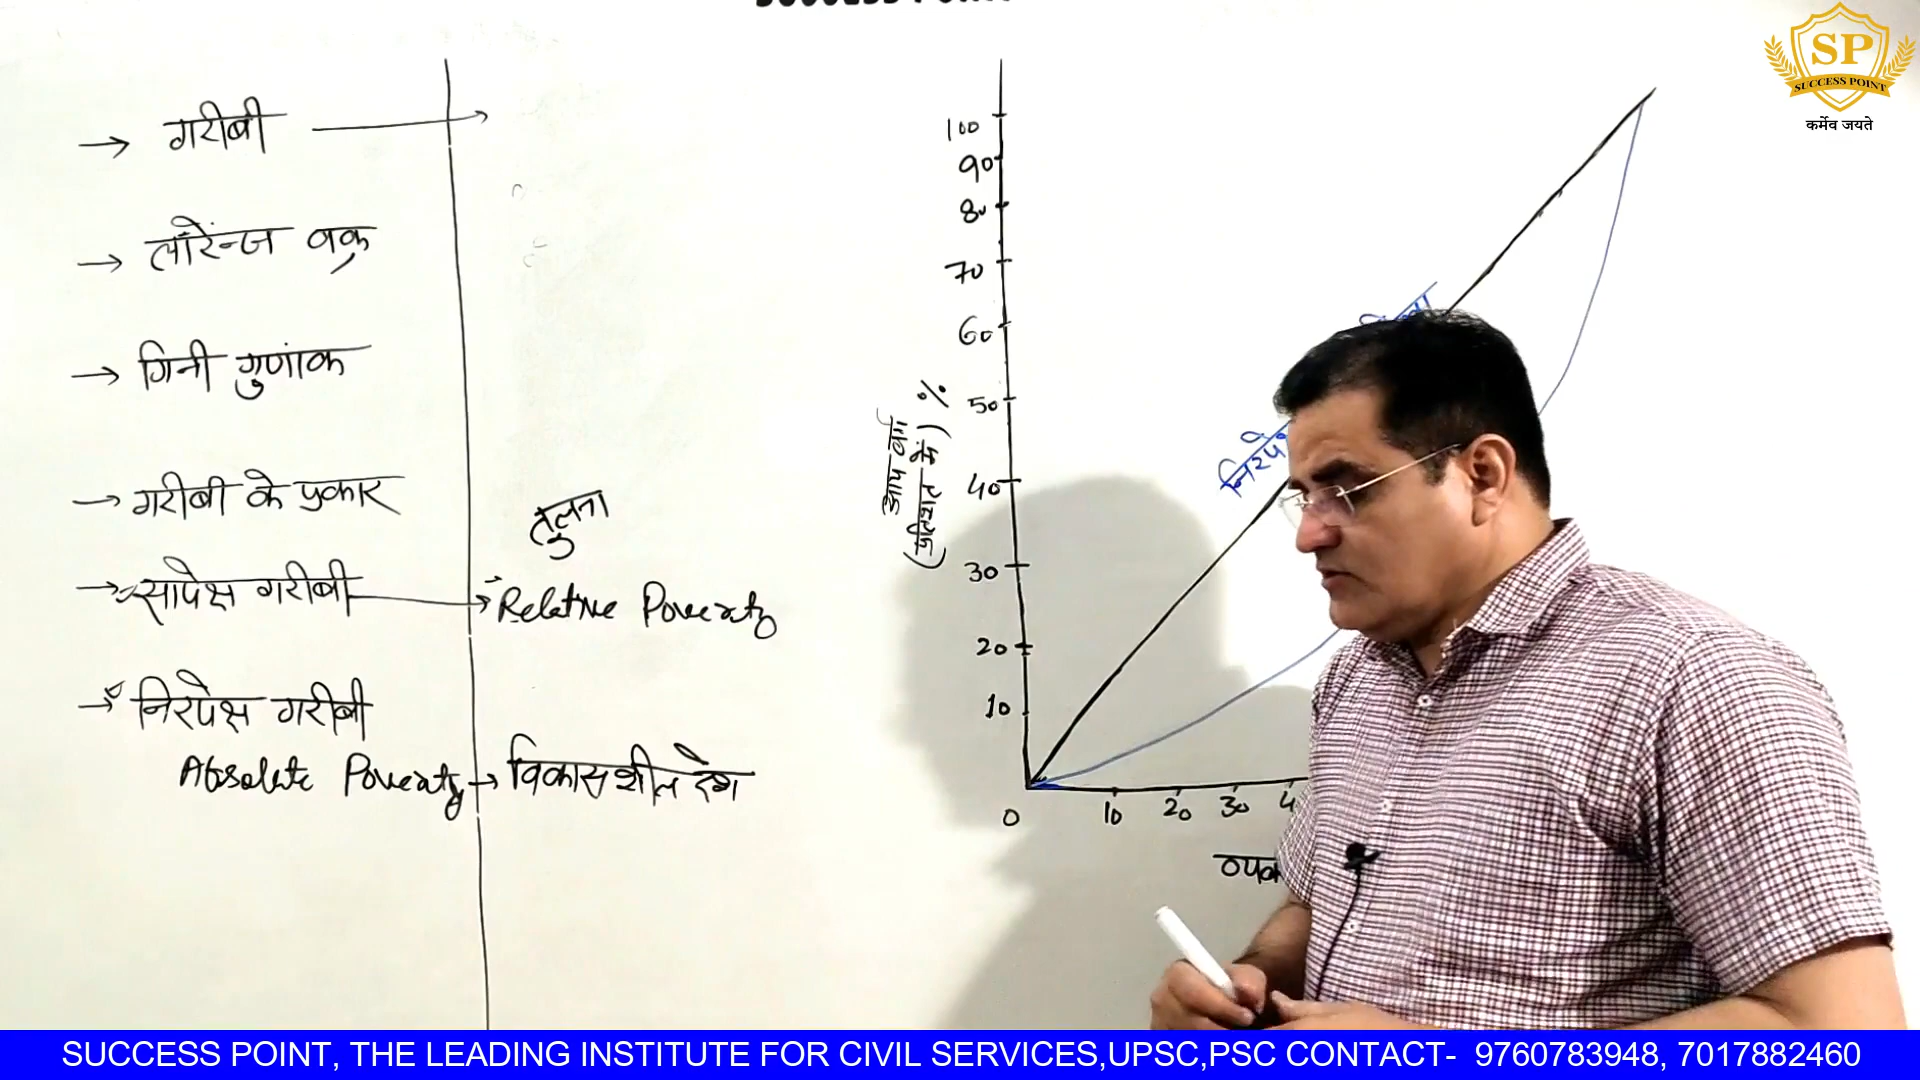 SP
SUCCESS POINT
कर्मेव जयते
→ गरीबी →
→ लॉरेंन्ज वक्र
→ गिनी गुणांक
→ गरीबी के प्रकार
तुलना
→ सापेक्ष गरीबी → Relative Poverty
→ निरपेक्ष गरीबी
Absolute Poverty → विकासशील देश
100
90
80
70
60
50
40
30
20
10
आय वर्ग
(प्रतिशत में) %
0 10 20 30
SUCCESS POINT, THE LEADING INSTITUTE FOR CIVIL SERVICES,UPSC,PSC CONTACT- 9760783948, 7017882460